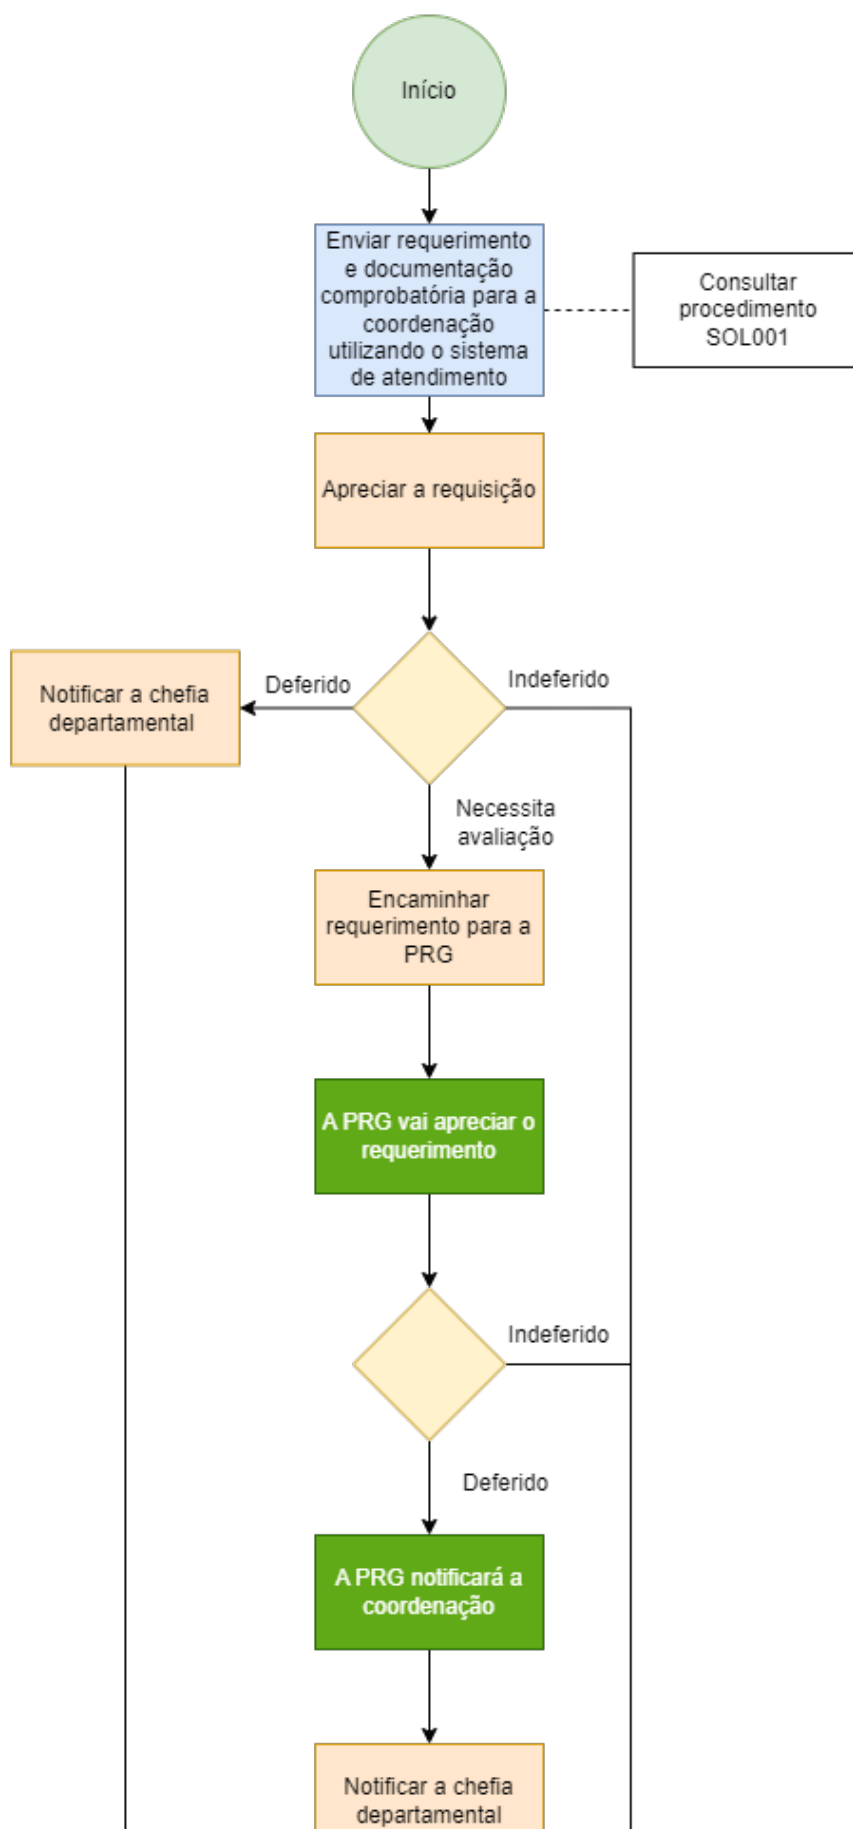 Início
Enviar requerimento
e documentação
comprobatória para a
coordenação
utilizando o sistema
de atendimento
Consultar
procedimento
SOL001
Apreciar a requisição
Notificar a chefia
departamental
Deferido
Indeferido
Necessita
avaliação
Encaminhar
requerimento para a
PRG
A PRG vai apreciar o
requerimento
Indeferido
Deferido
A PRG notificará a
coordenação
Notificar a chefia
departamental